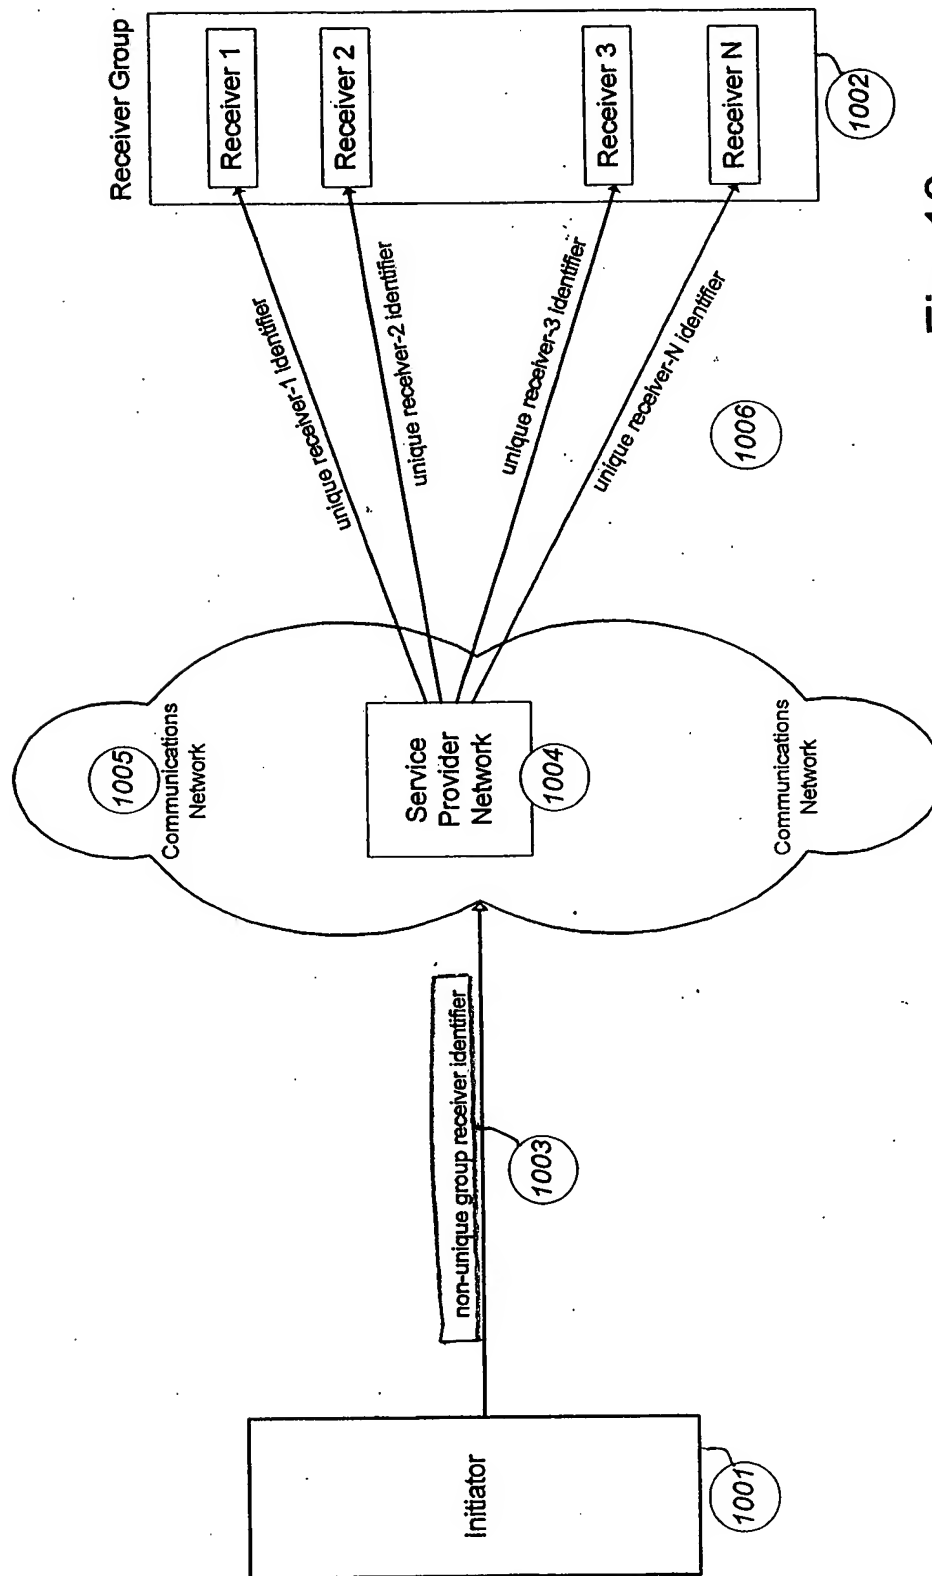 Initiator
1001
non-unique group receiver identifier
1003
1005
Communications
Network
Service
Provider
Network
1004
Communications
Network
unique receiver-1 identifier
unique receiver-2 identifier
unique receiver-3 identifier
unique receiver-N identifier
1006
Receiver Group
Receiver 1
Receiver 2
Receiver 3
Receiver N
1002